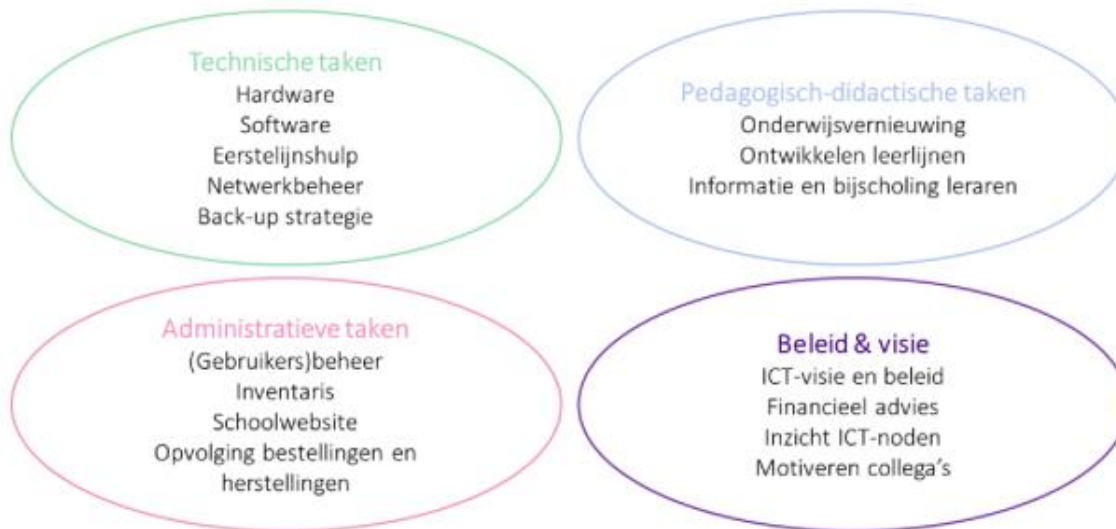 Technische taken
Hardware
Software
Eerstelijnshulp
Netwerkbeheer
Back-up strategie
Pedagogisch-didactische taken
Onderwijsvernieuwing
Ontwikkelen leerlijnen
Informatie en bijscholing leraren
Administratieve taken
(Gebruikers)beheer
Inventaris
Schoolwebsite
Opvolging bestellingen en
herstellingen
Beleid & visie
ICT-visie en beleid
Financieel advies
Inzicht ICT-noden
Motiveren collega's